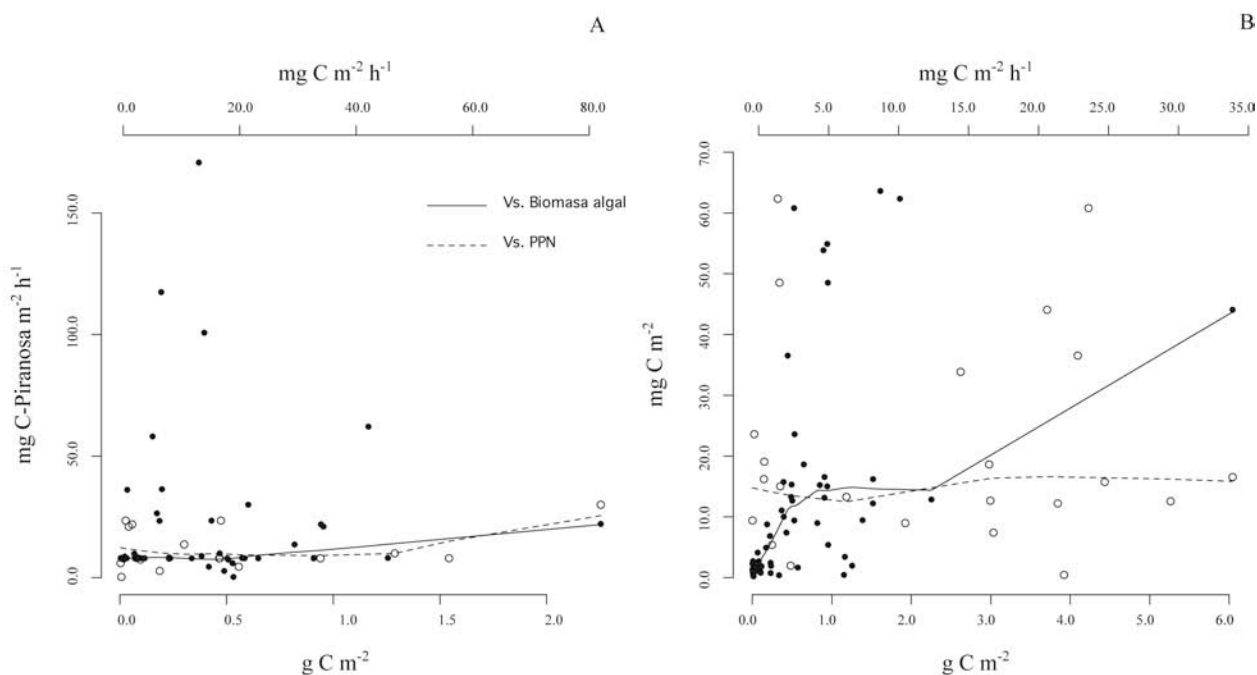 A
mg C m⁻² h⁻¹
0.0 20.0 40.0 60.0 80.0
mg C-Piranosa m⁻² h⁻¹
150.0
100.0
50.0
0.0
Vs. Biomasa algal
Vs. PPN
0.0 0.5 1.0 1.5 2.0
g C m⁻²
B
mg C m⁻² h⁻¹
0.0 5.0 10.0 15.0 20.0 25.0 30.0 35.0
mg C m⁻²
70.0
60.0
50.0
40.0
30.0
20.0
10.0
0.0
0.0 1.0 2.0 3.0 4.0 5.0 6.0
g C m⁻²